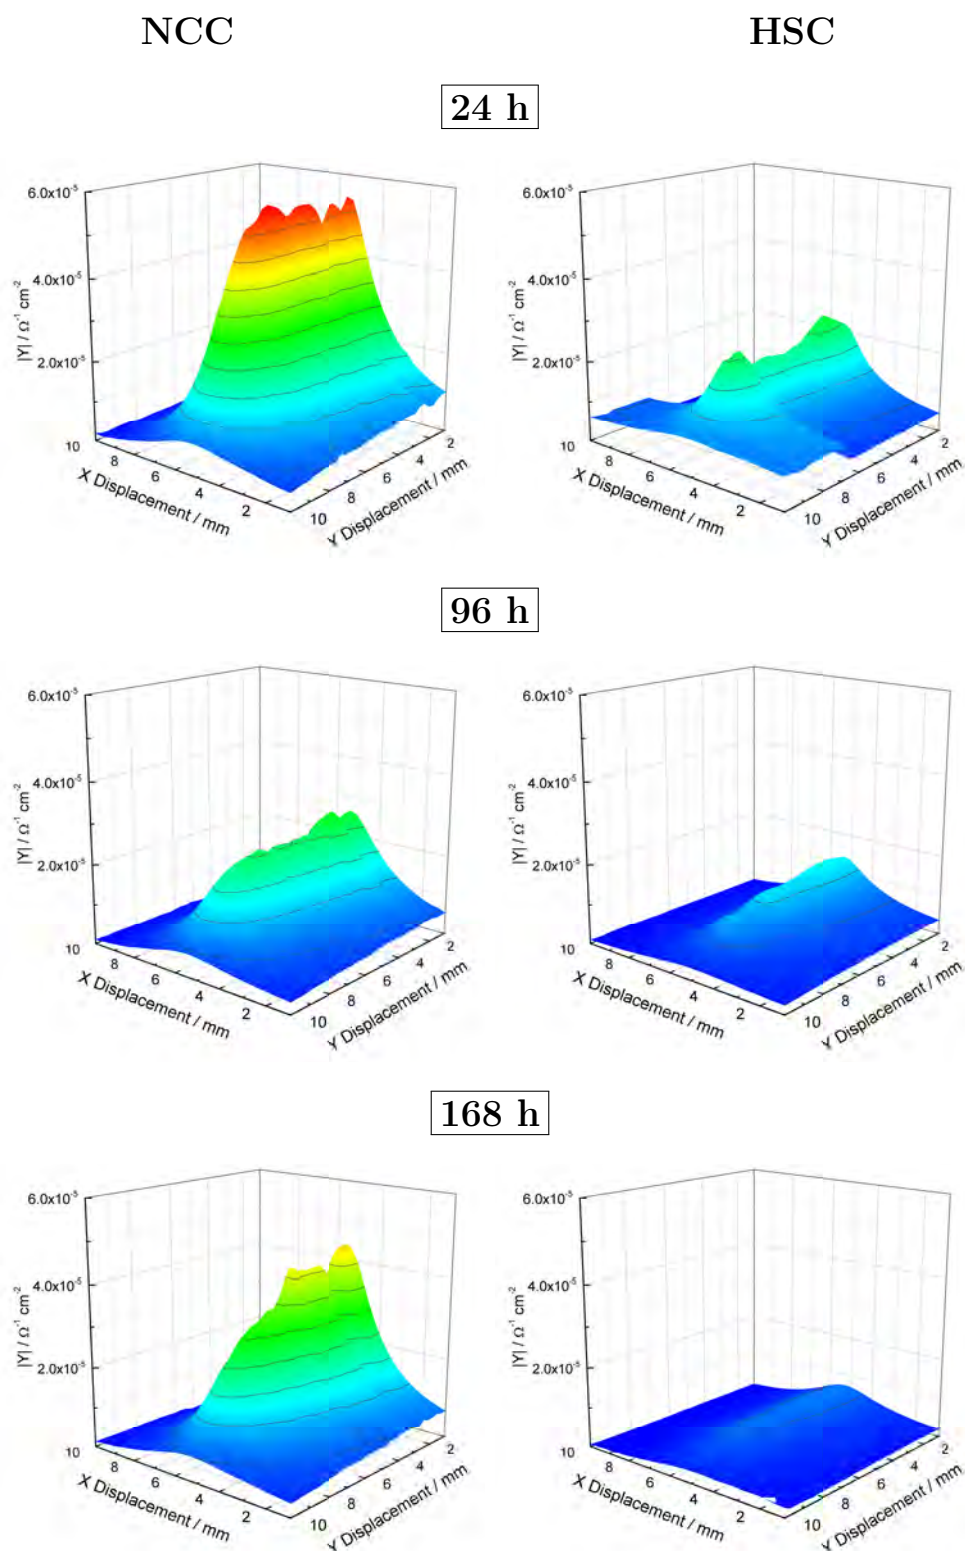 NCC HSC
24 h
6.0x10⁻⁵ 6.0x10⁻⁵
4.0x10⁻⁵ 4.0x10⁻⁵
|Y| / Ω⁻¹ cm⁻² |Y| / Ω⁻¹ cm⁻²
2.0x10⁻⁵ 2.0x10⁻⁵
10 8 6 4 2 10 8 6 4 2 10 8 6 4 2 10 8 6 4 2
X Displacement / mm Y Displacement / mm X Displacement / mm Y Displacement / mm
96 h
6.0x10⁻⁵ 6.0x10⁻⁵
4.0x10⁻⁵ 4.0x10⁻⁵
|Y| / Ω⁻¹ cm⁻² |Y| / Ω⁻¹ cm⁻²
2.0x10⁻⁵ 2.0x10⁻⁵
10 8 6 4 2 10 8 6 4 2 10 8 6 4 2 10 8 6 4 2
X Displacement / mm Y Displacement / mm X Displacement / mm Y Displacement / mm
168 h
6.0x10⁻⁵ 6.0x10⁻⁵
4.0x10⁻⁵ 4.0x10⁻⁵
|Y| / Ω⁻¹ cm⁻² |Y| / Ω⁻¹ cm⁻²
2.0x10⁻⁵ 2.0x10⁻⁵
10 8 6 4 2 10 8 6 4 2 10 8 6 4 2 10 8 6 4 2
X Displacement / mm Y Displacement / mm X Displacement / mm Y Displacement / mm